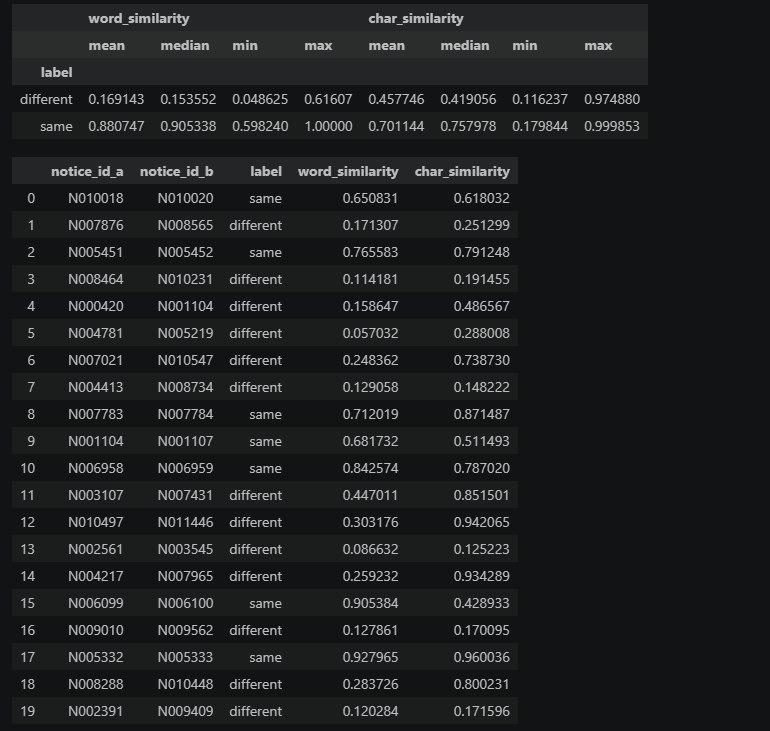 word_similarity char_similarity
mean median min max mean median min max
label
different 0.169143 0.153552 0.048625 0.61607 0.457746 0.419056 0.116237 0.974880
same 0.880747 0.905338 0.598240 1.00000 0.701144 0.757978 0.179844 0.999853
notice_id_a notice_id_b label word_similarity char_similarity
0 N010018 N010020 same 0.650831 0.618032
1 N007876 N008565 different 0.171307 0.251299
2 N005451 N005452 same 0.765583 0.791248
3 N008464 N010231 different 0.114181 0.191455
4 N000420 N001104 different 0.158647 0.486567
5 N004781 N005219 different 0.057032 0.288008
6 N007021 N010547 different 0.248362 0.738730
7 N004413 N008734 different 0.129058 0.148222
8 N007783 N007784 same 0.712019 0.871487
9 N001104 N001107 same 0.681732 0.511493
10 N006958 N006959 same 0.842574 0.787020
11 N003107 N007431 different 0.447011 0.851501
12 N010497 N011446 different 0.303176 0.942065
13 N002561 N003545 different 0.086632 0.125223
14 N004217 N007965 different 0.259232 0.934289
15 N006099 N006100 same 0.905384 0.428933
16 N009010 N009562 different 0.127861 0.170095
17 N005332 N005333 same 0.927965 0.960036
18 N008288 N010448 different 0.283726 0.800231
19 N002391 N009409 different 0.120284 0.171596